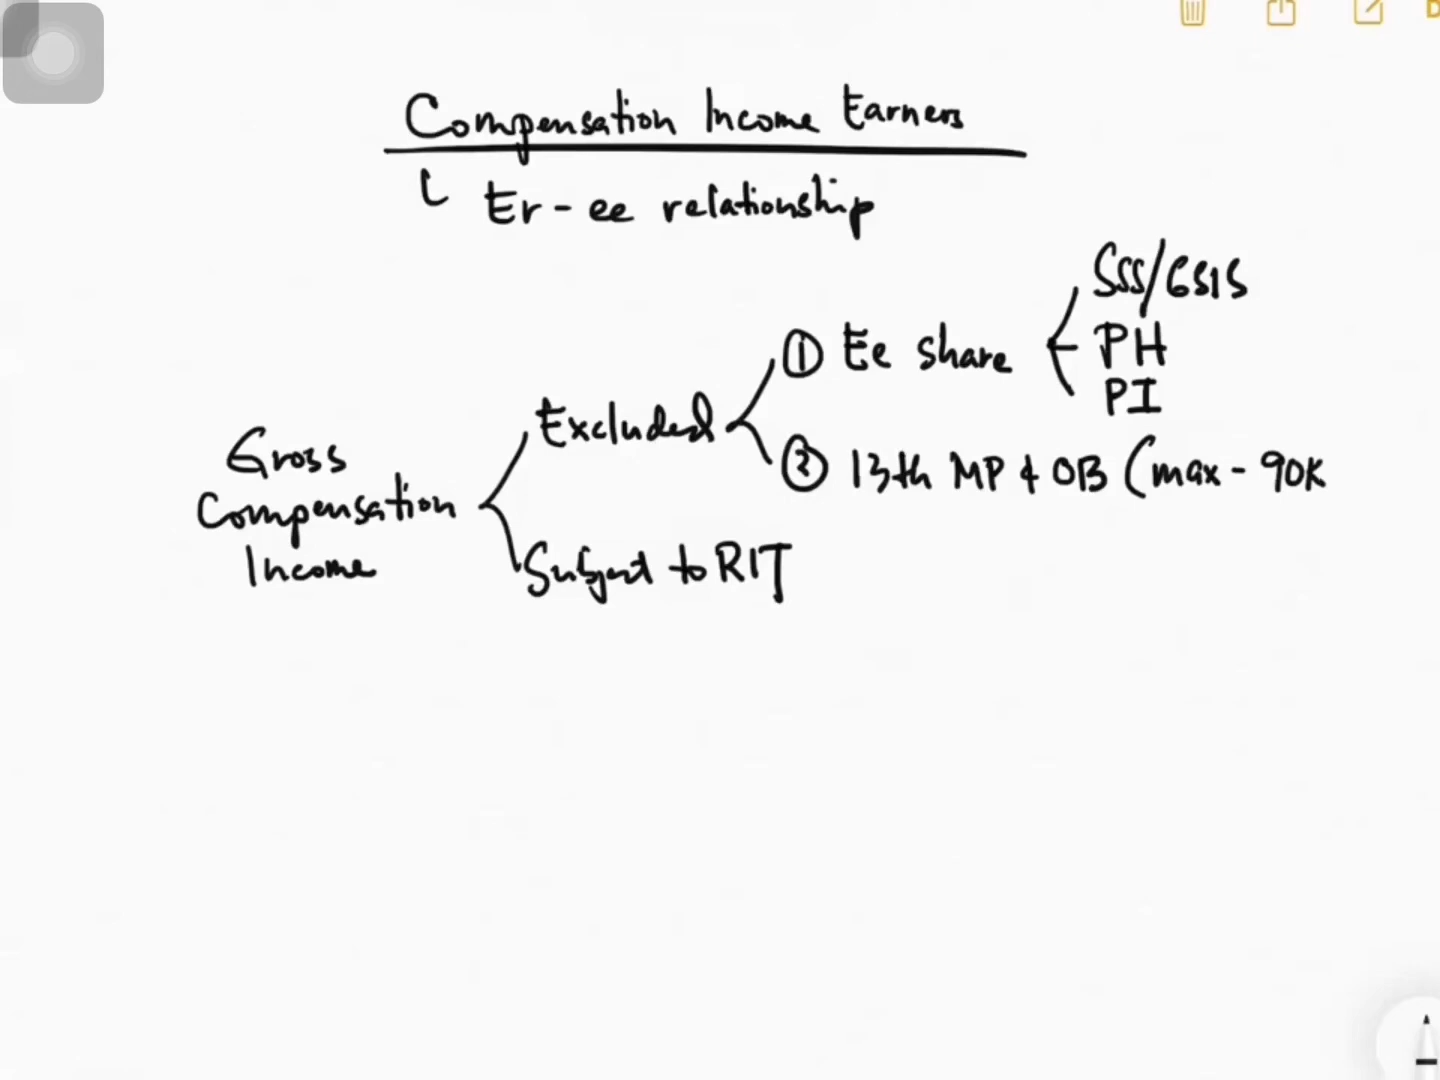 Compensation Income Earners
Er-ee relationship
SSS/GSIS
① Ee share
PH
PI
Excluded
② 13th MP & OB (max - 90K
Gross
Compensation
Income
Subject to RIT